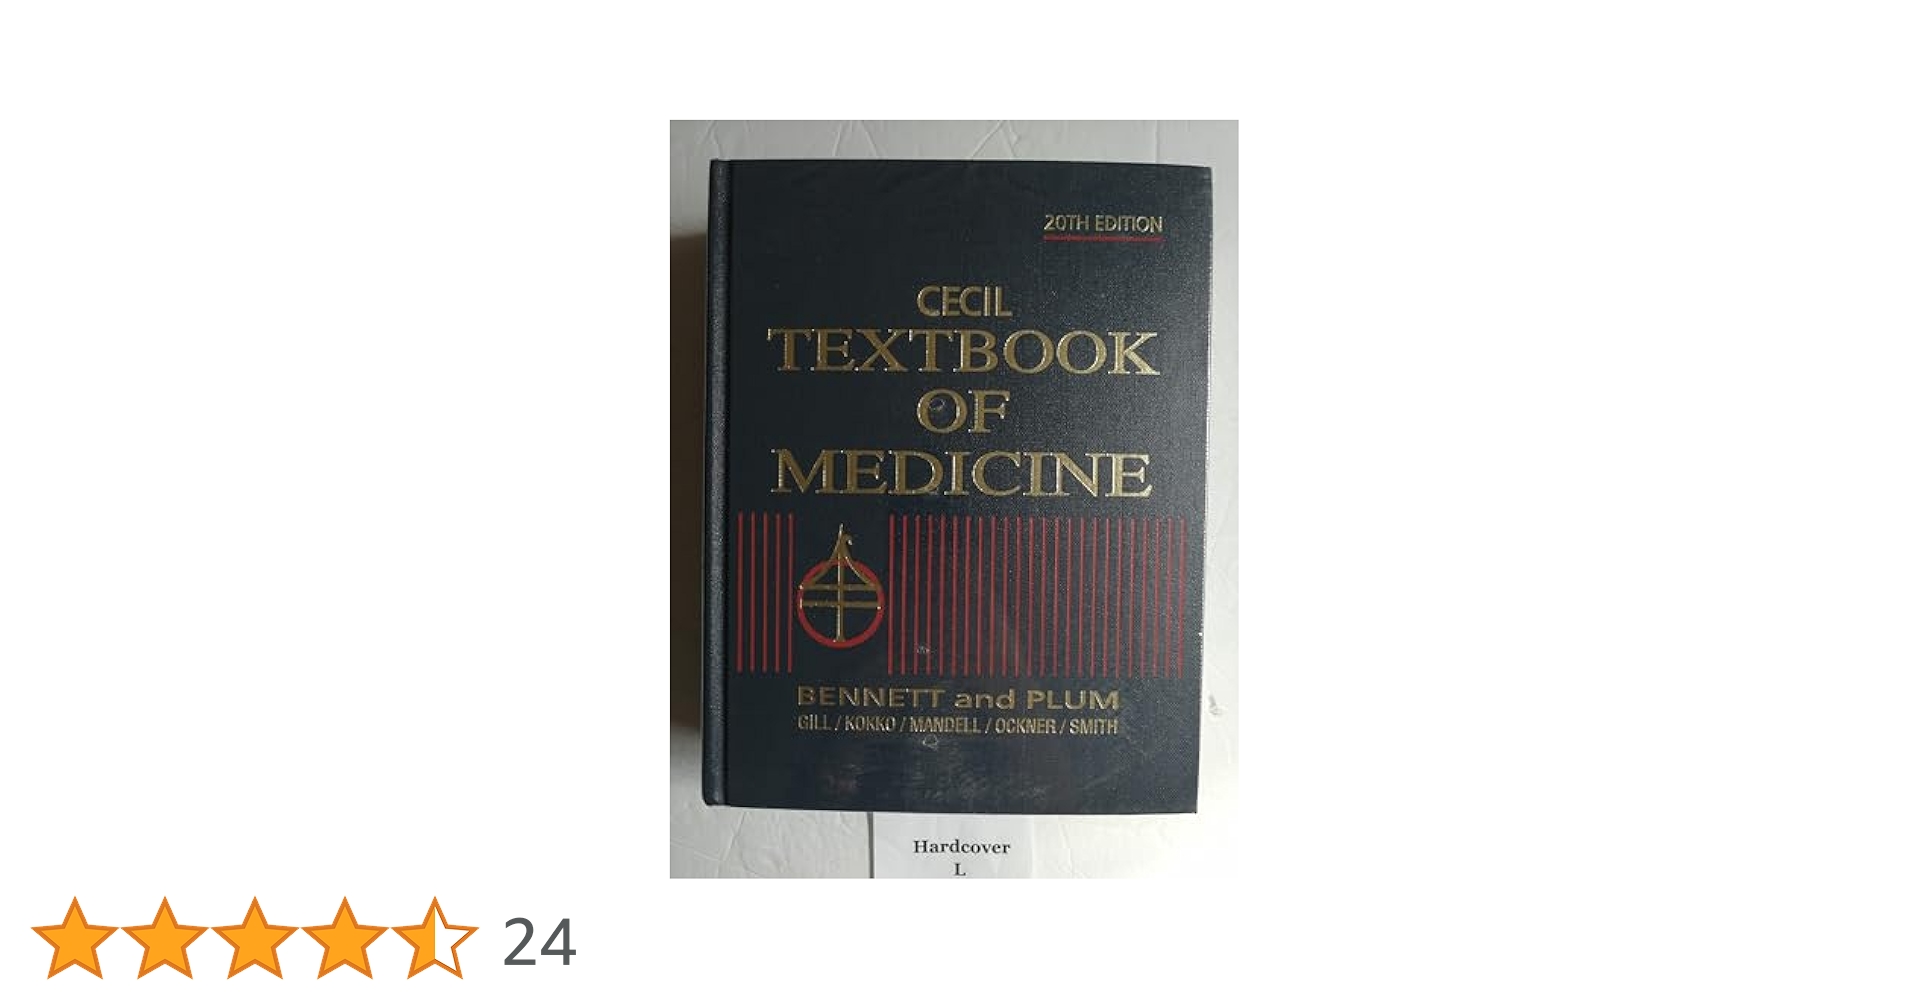 20TH EDITION
CECIL
TEXTBOOK
OF
MEDICINE
BENNETT and PLUM
GILL / KOKKO / MANDELL / OCKNER / SMITH
Hardcover
L
24